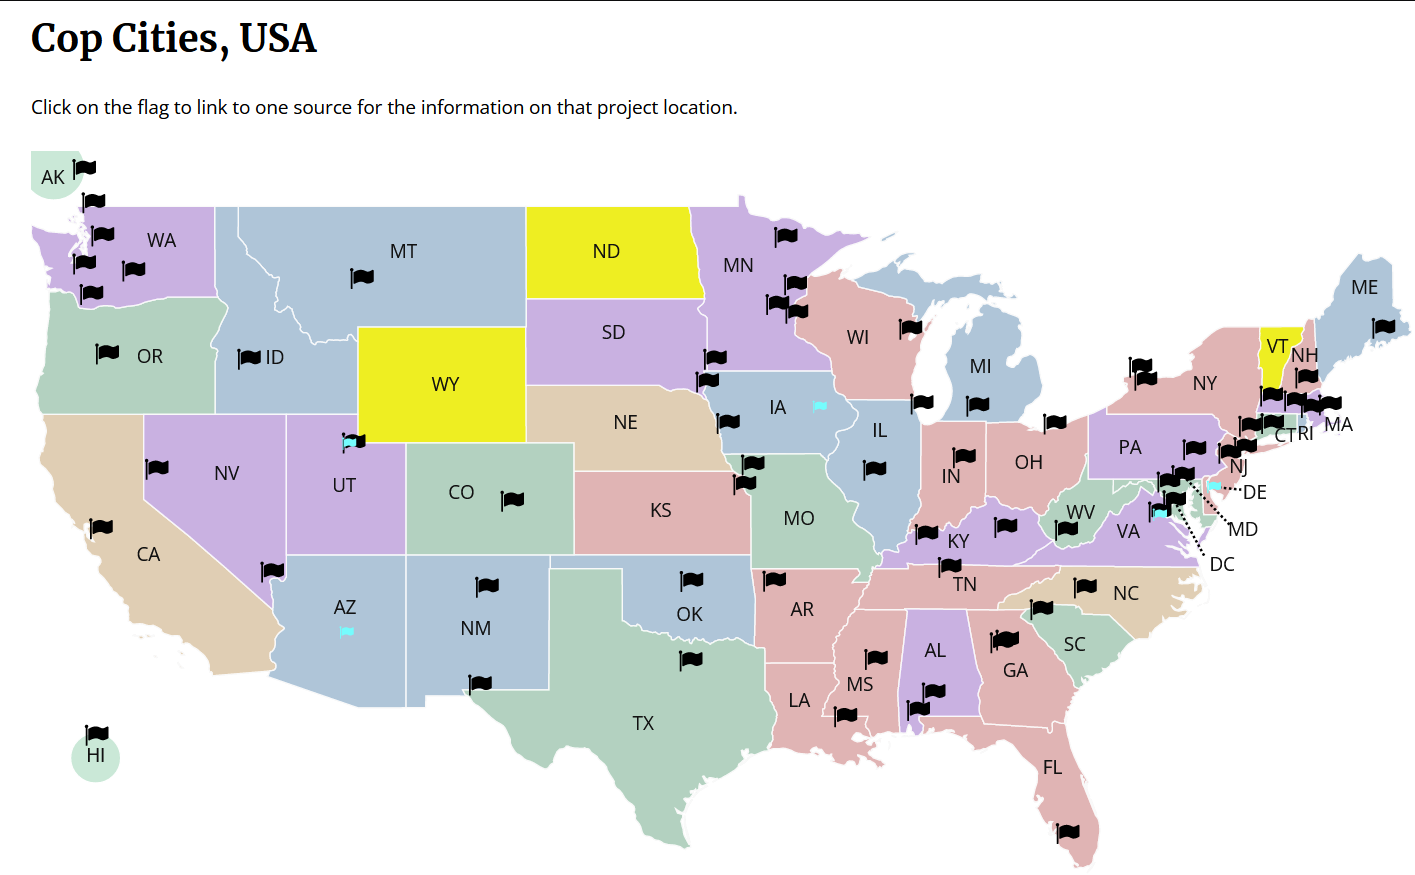 Cop Cities, USA
Click on the flag to link to one source for the information on that project location.
AK
WA
MT
ND
MN
ME
OR
ID
WY
SD
WI
MI
VT
NH
NY
MA
CT
RI
NE
IA
IL
IN
OH
PA
NJ
DE
MD
DC
NV
UT
CO
KS
MO
WV
VA
KY
CA
AZ
NM
OK
AR
TN
NC
SC
TX
LA
MS
AL
GA
FL
HI